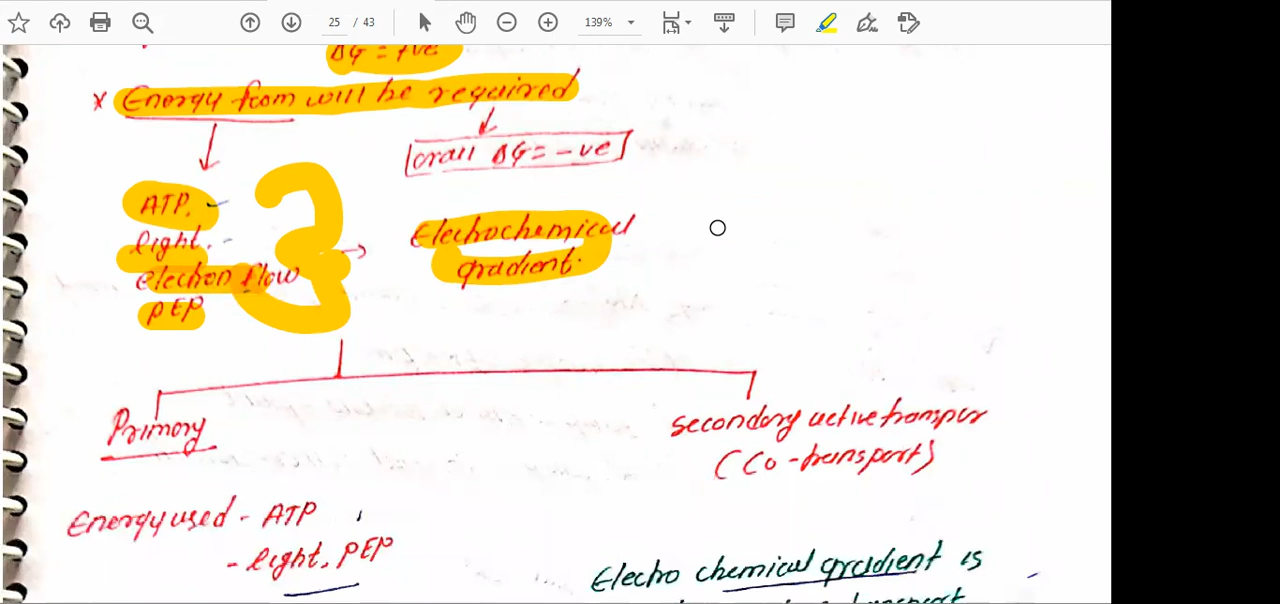 25 / 43
139%
ΔG = +ve
* Energy from will be required
Overall ΔG = -ve
ATP.
light.
electron flow
PEP
Electrochemical
gradient.
Primary
secondary active transpor
(Co-transport)
Energy used - ATP
- light, PEP
Electro chemical gradient is
transport